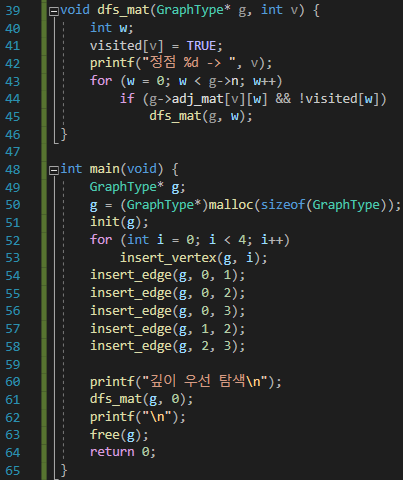 39 void dfs_mat(GraphType* g, int v) {
40     int w;
41     visited[v] = TRUE;
42     printf("정점 %d -> ", v);
43     for (w = 0; w < g->n; w++)
44         if (g->adj_mat[v][w] && !visited[w])
45             dfs_mat(g, w);
46 }
47
48 int main(void) {
49     GraphType* g;
50     g = (GraphType*)malloc(sizeof(GraphType));
51     init(g);
52     for (int i = 0; i < 4; i++)
53         insert_vertex(g, i);
54     insert_edge(g, 0, 1);
55     insert_edge(g, 0, 2);
56     insert_edge(g, 0, 3);
57     insert_edge(g, 1, 2);
58     insert_edge(g, 2, 3);
59
60     printf("깊이 우선 탐색\n");
61     dfs_mat(g, 0);
62     printf("\n");
63     free(g);
64     return 0;
65 }